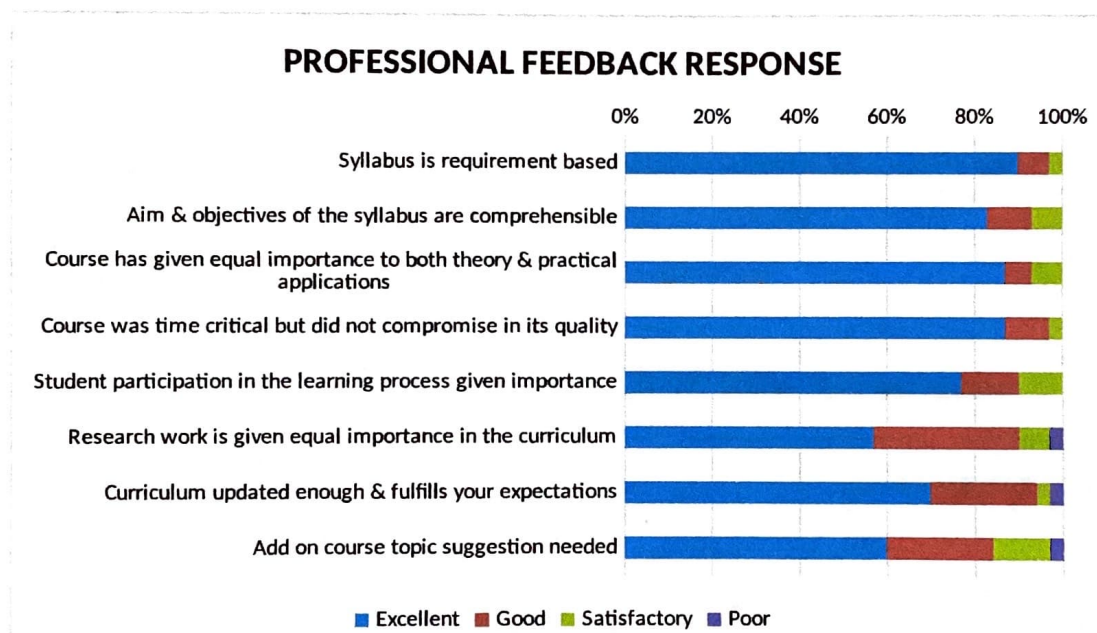 PROFESSIONAL FEEDBACK RESPONSE
0% 20% 40% 60% 80% 100%
Syllabus is requirement based
Aim & objectives of the syllabus are comprehensible
Course has given equal importance to both theory & practical
applications
Course was time critical but did not compromise in its quality
Student participation in the learning process given importance
Research work is given equal importance in the curriculum
Curriculum updated enough & fulfills your expectations
Add on course topic suggestion needed
Excellent Good Satisfactory Poor